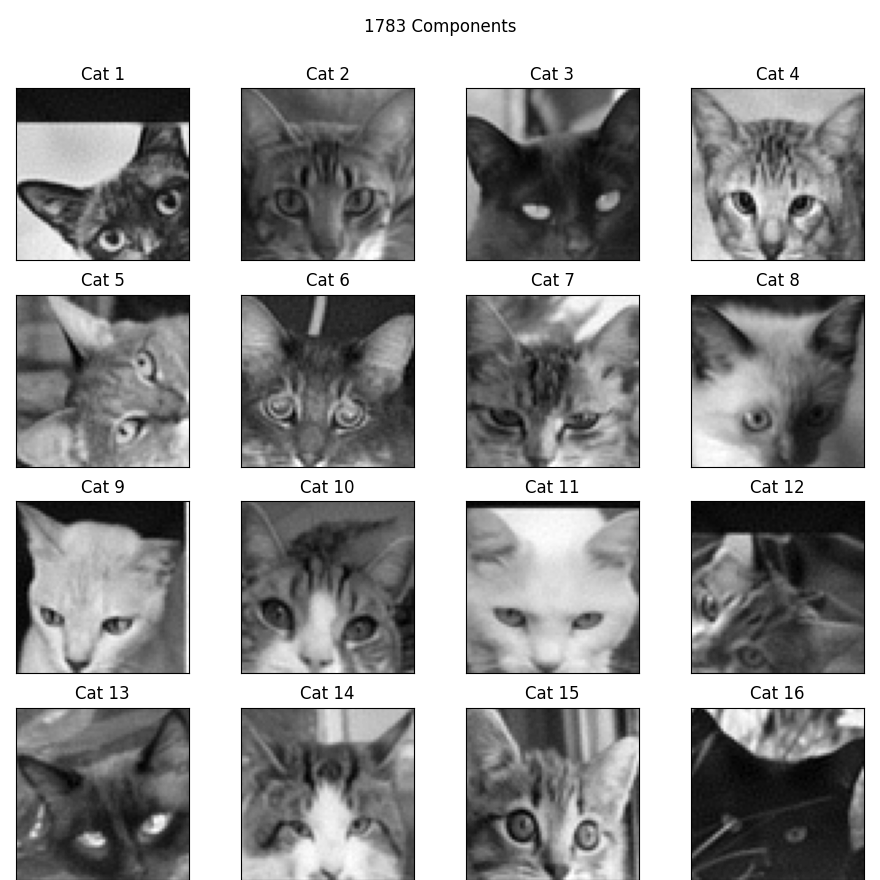 1783 Components
Cat 1 Cat 2 Cat 3 Cat 4
Cat 5 Cat 6 Cat 7 Cat 8
Cat 9 Cat 10 Cat 11 Cat 12
Cat 13 Cat 14 Cat 15 Cat 16